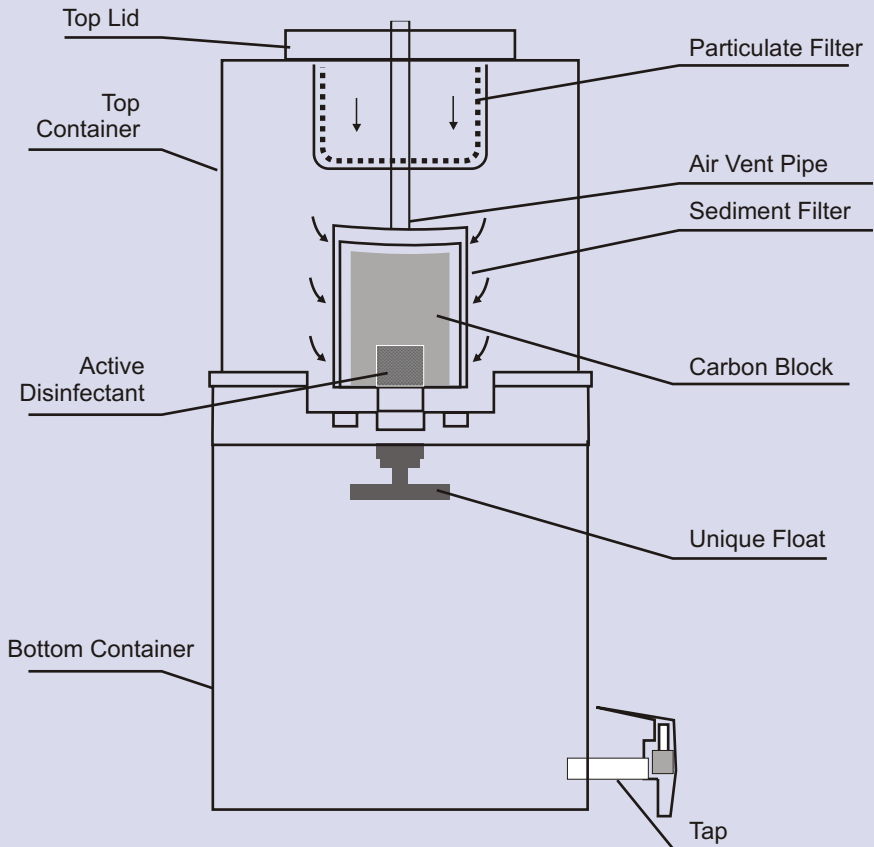 Top Lid
Particulate Filter
Top
Container
Air Vent Pipe
Sediment Filter
Active
Disinfectant
Carbon Block
Unique Float
Bottom Container
Tap